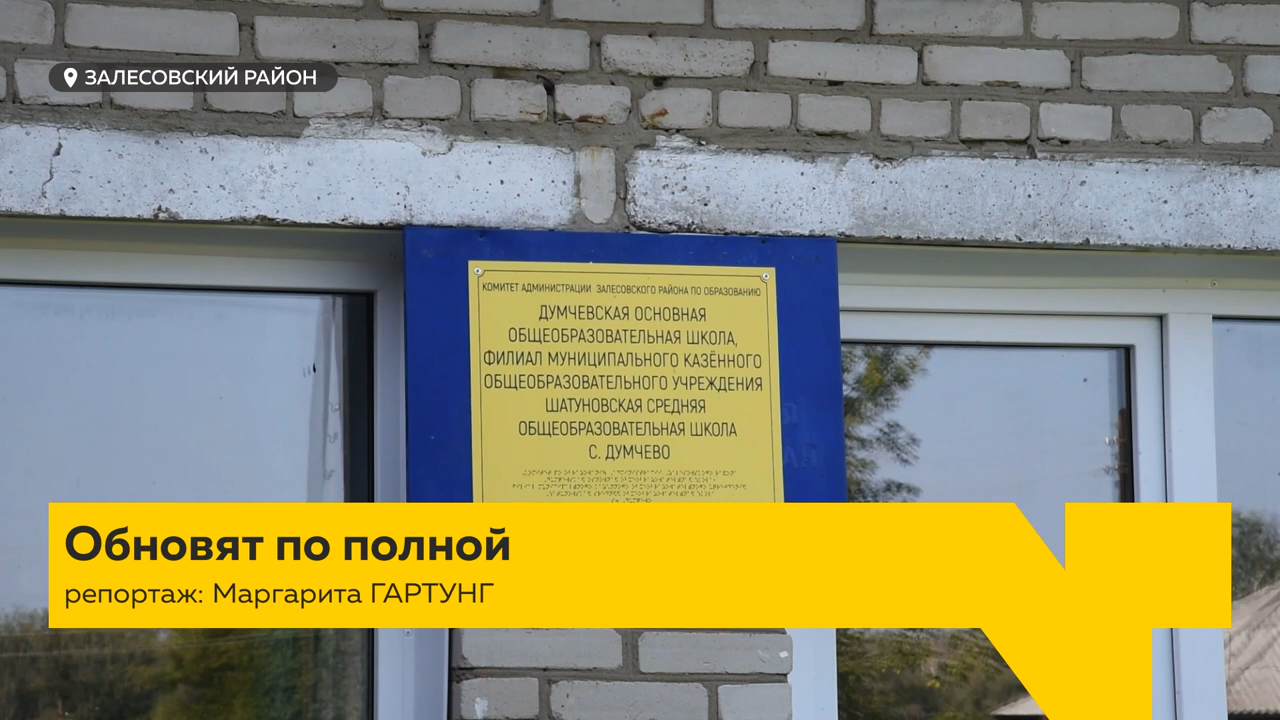 ЗАЛЕСОВСКИЙ РАЙОН
КОМИТЕТ АДМИНИСТРАЦИИ ЗАЛЕСОВСКОГО РАЙОНА ПО ОБРАЗОВАНИЮ
ДУМЧЕВСКАЯ ОСНОВНАЯ
ОБЩЕОБРАЗОВАТЕЛЬНАЯ ШКОЛА,
ФИЛИАЛ МУНИЦИПАЛЬНОГО КАЗЁННОГО
ОБЩЕОБРАЗОВАТЕЛЬНОГО УЧРЕЖДЕНИЯ
ШАТУНОВСКАЯ СРЕДНЯЯ
ОБЩЕОБРАЗОВАТЕЛЬНАЯ ШКОЛА
С. ДУМЧЕВО
Обновят по полной
репортаж: Маргарита ГАРТУНГ